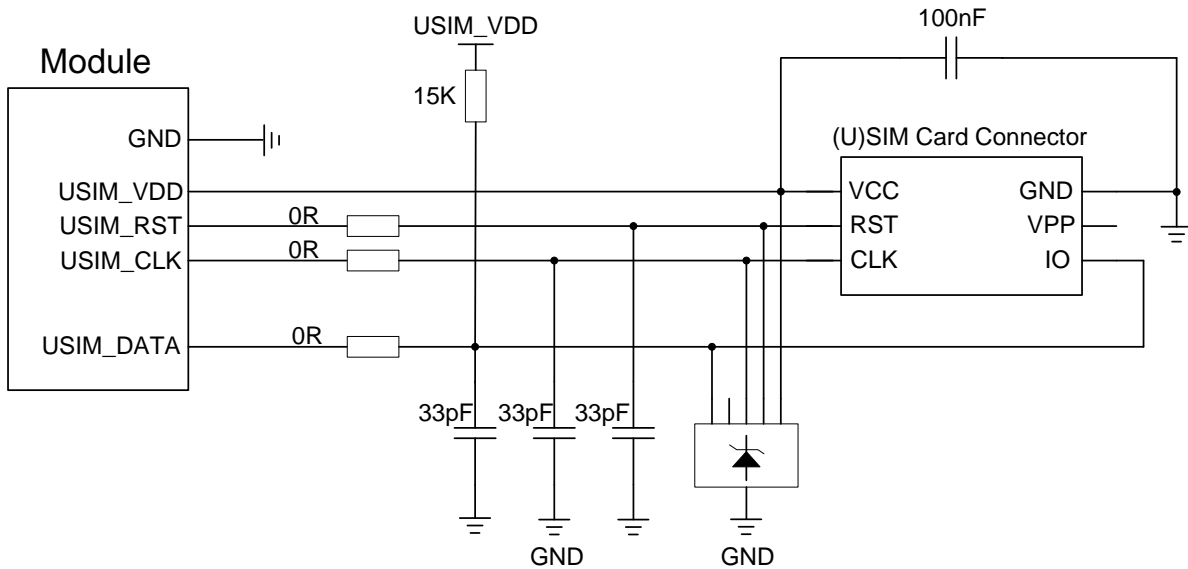 100nF
USIM_VDD
Module
15K
(U)SIM Card Connector
GND
USIM_VDD
VCC
GND
USIM_RST
0R
RST
VPP
USIM_CLK
0R
CLK
IO
USIM_DATA
0R
33pF
33pF
33pF
GND
GND